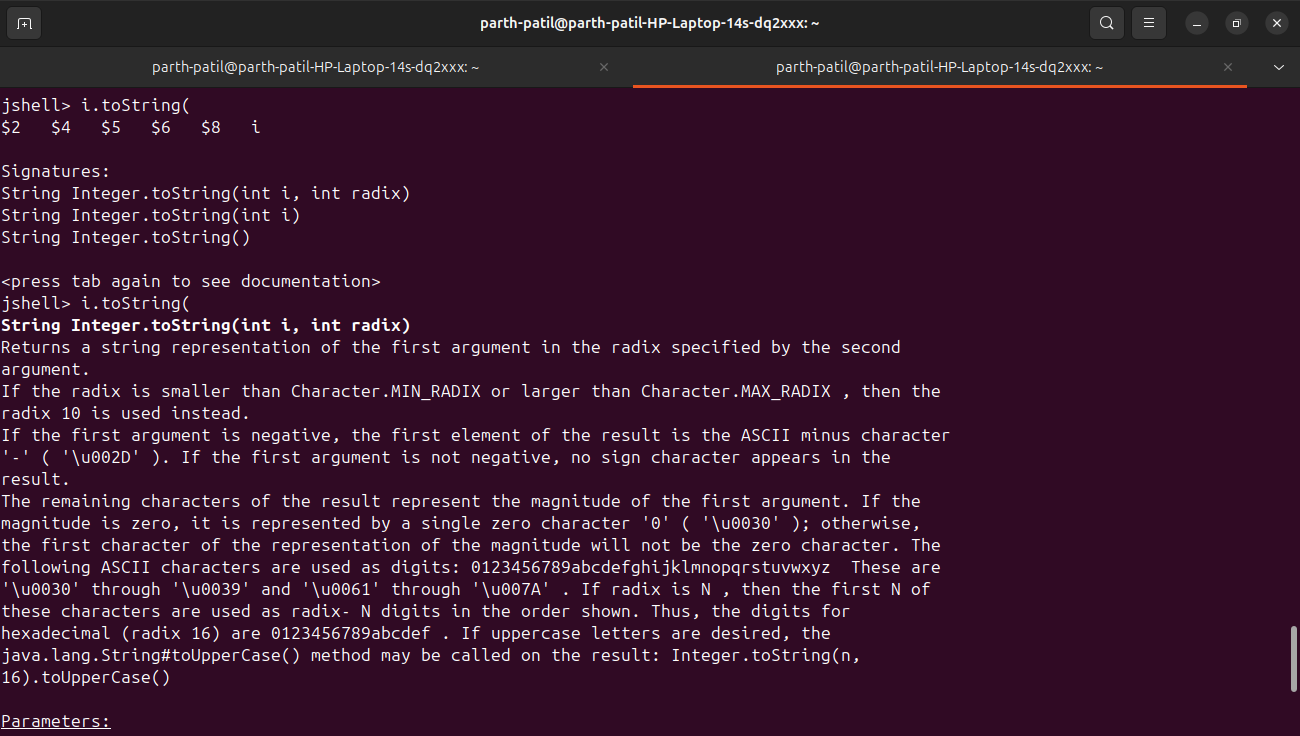 parth-patil@parth-patil-HP-Laptop-14s-dq2xxx: ~
parth-patil@parth-patil-HP-Laptop-14s-dq2xxx: ~
parth-patil@parth-patil-HP-Laptop-14s-dq2xxx: ~
jshell> i.toString(
$2   $4   $5   $6   $8   i
Signatures:
String Integer.toString(int i, int radix)
String Integer.toString(int i)
String Integer.toString()
<press tab again to see documentation>
jshell> i.toString(
String Integer.toString(int i, int radix)
Returns a string representation of the first argument in the radix specified by the second
argument.
If the radix is smaller than Character.MIN_RADIX or larger than Character.MAX_RADIX , then the
radix 10 is used instead.
If the first argument is negative, the first element of the result is the ASCII minus character
'-' ( '\u002D' ). If the first argument is not negative, no sign character appears in the
result.
The remaining characters of the result represent the magnitude of the first argument. If the
magnitude is zero, it is represented by a single zero character '0' ( '\u0030' ); otherwise,
the first character of the representation of the magnitude will not be the zero character. The
following ASCII characters are used as digits: 0123456789abcdefghijklmnopqrstuvwxyz  These are
'\u0030' through '\u0039' and '\u0061' through '\u007A' . If radix is N , then the first N of
these characters are used as radix- N digits in the order shown. Thus, the digits for
hexadecimal (radix 16) are 0123456789abcdef . If uppercase letters are desired, the
java.lang.String#toUpperCase() method may be called on the result: Integer.toString(n,
16).toUpperCase()
Parameters: